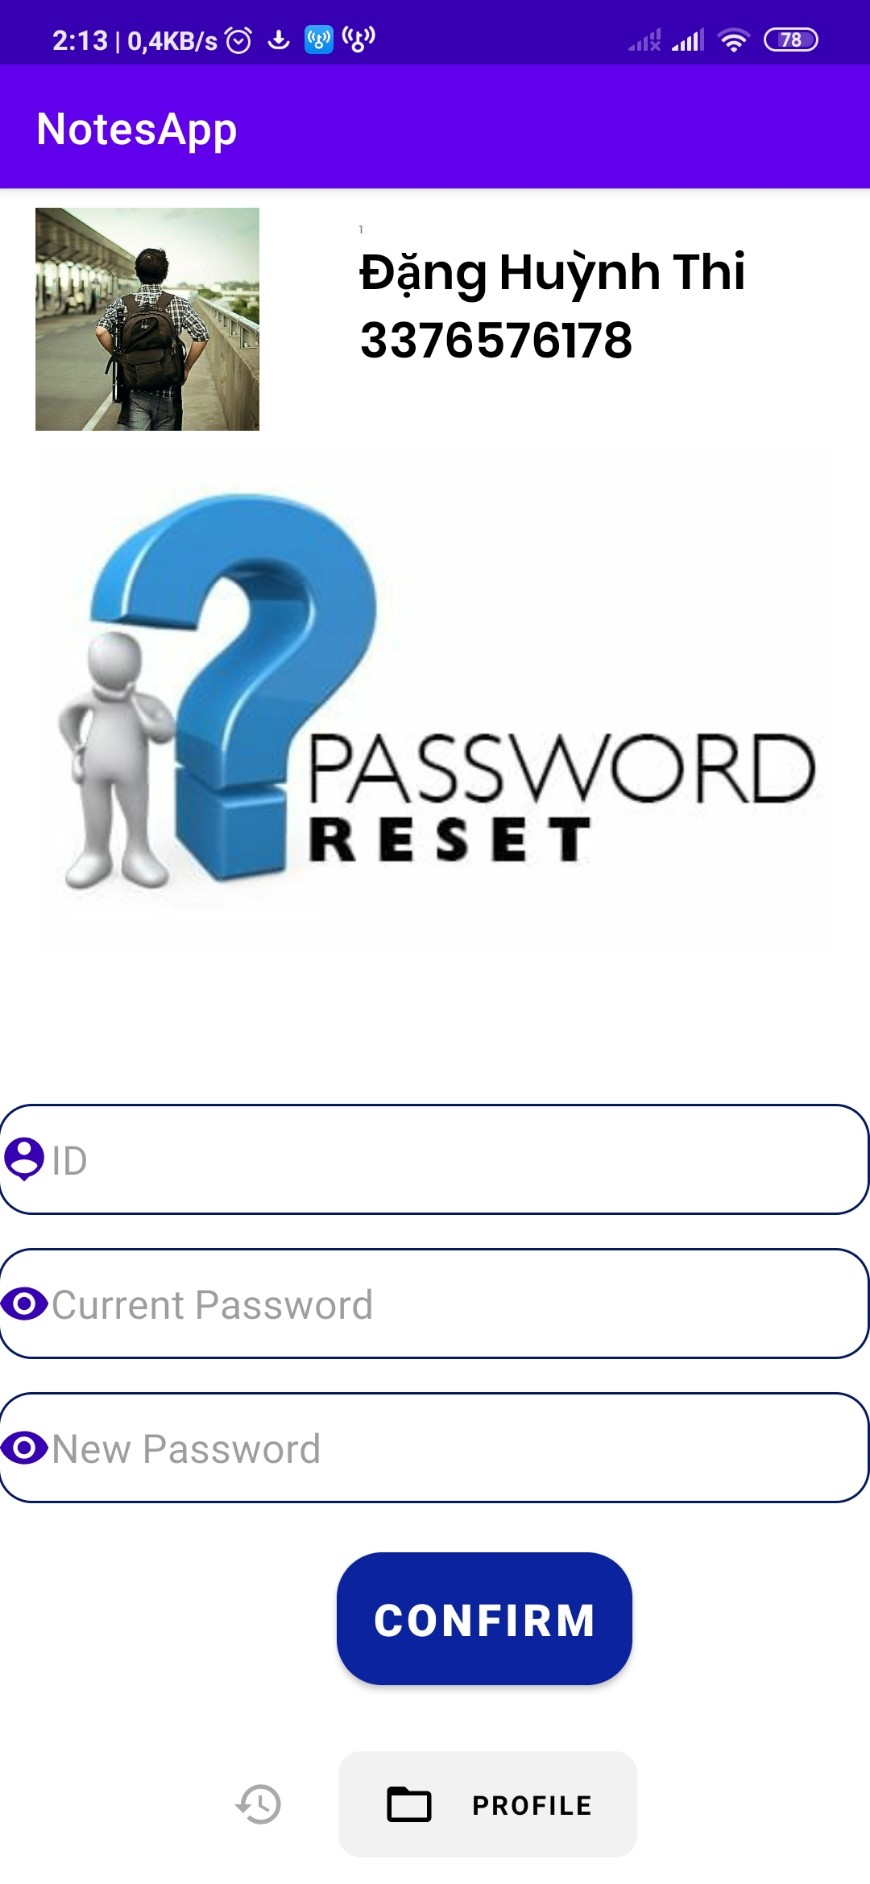 2:13 | 0,4KB/s
78
NotesApp
1
Đặng Huỳnh Thi
3376576178
PASSWORD
RESET
ID
Current Password
New Password
CONFIRM
PROFILE